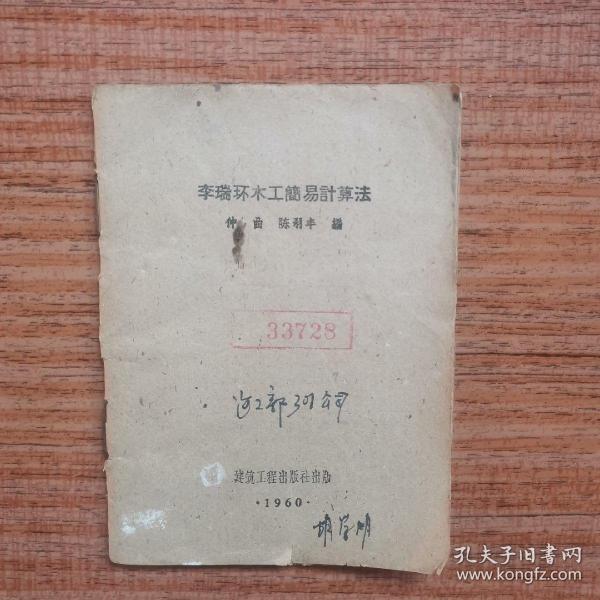 李瑞环木工簡易計算法
仲 曲 陈羽丰 編
33728
建筑工程出版社出版
·1960·
孔夫子旧书网
www.kongfz.com